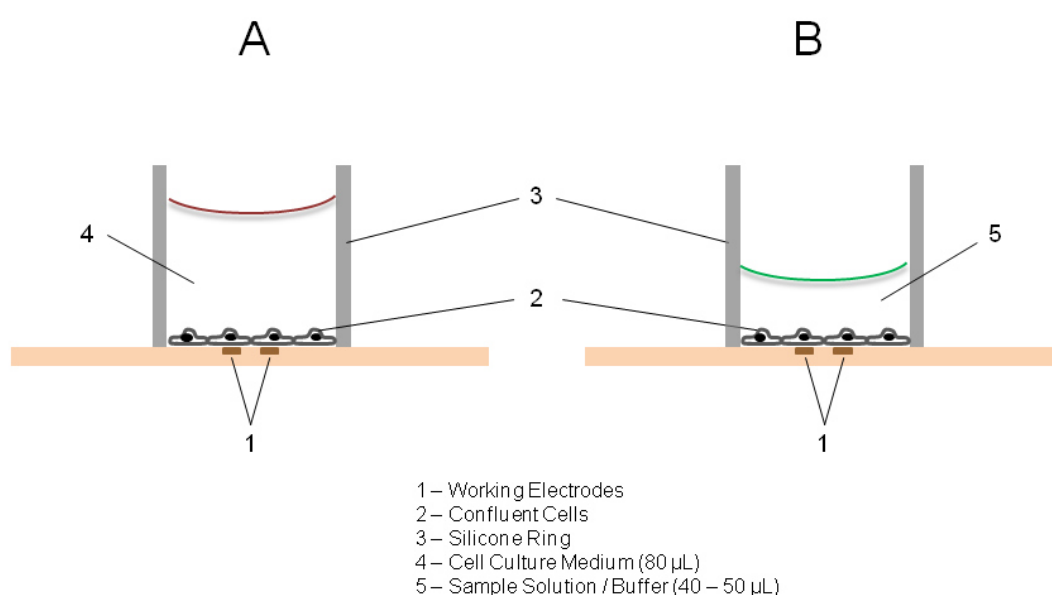 A
B
3
4
5
2
1
1
1 – Working Electrodes
2 – Confluent Cells
3 – Silicone Ring
4 – Cell Culture Medium (80 µL)
5 – Sample Solution / Buffer (40 – 50 µL)